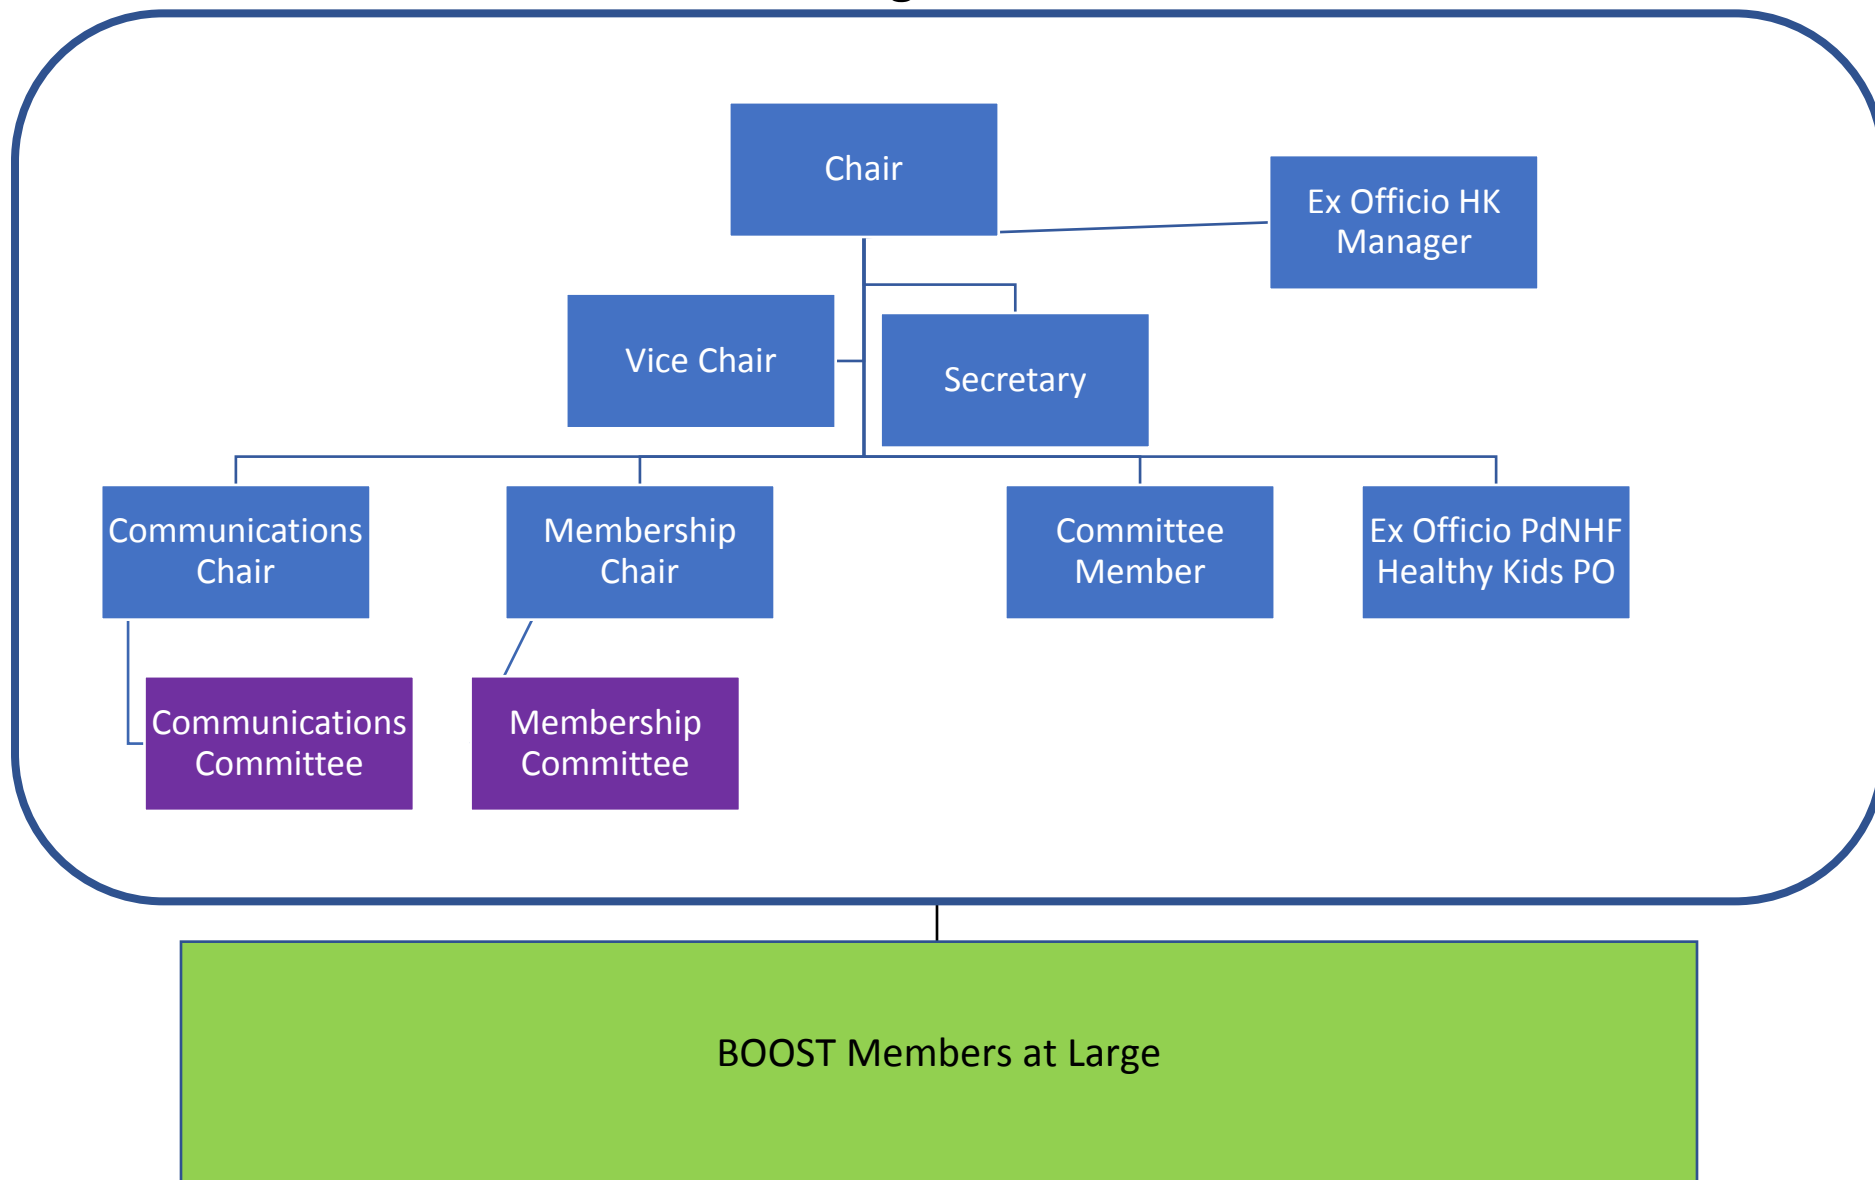 Chair
Ex Officio HK
Manager
Vice Chair
Secretary
Communications
Chair
Membership
Chair
Committee
Member
Ex Officio PdNHF
Healthy Kids PO
Communications
Committee
Membership
Committee
BOOST Members at Large